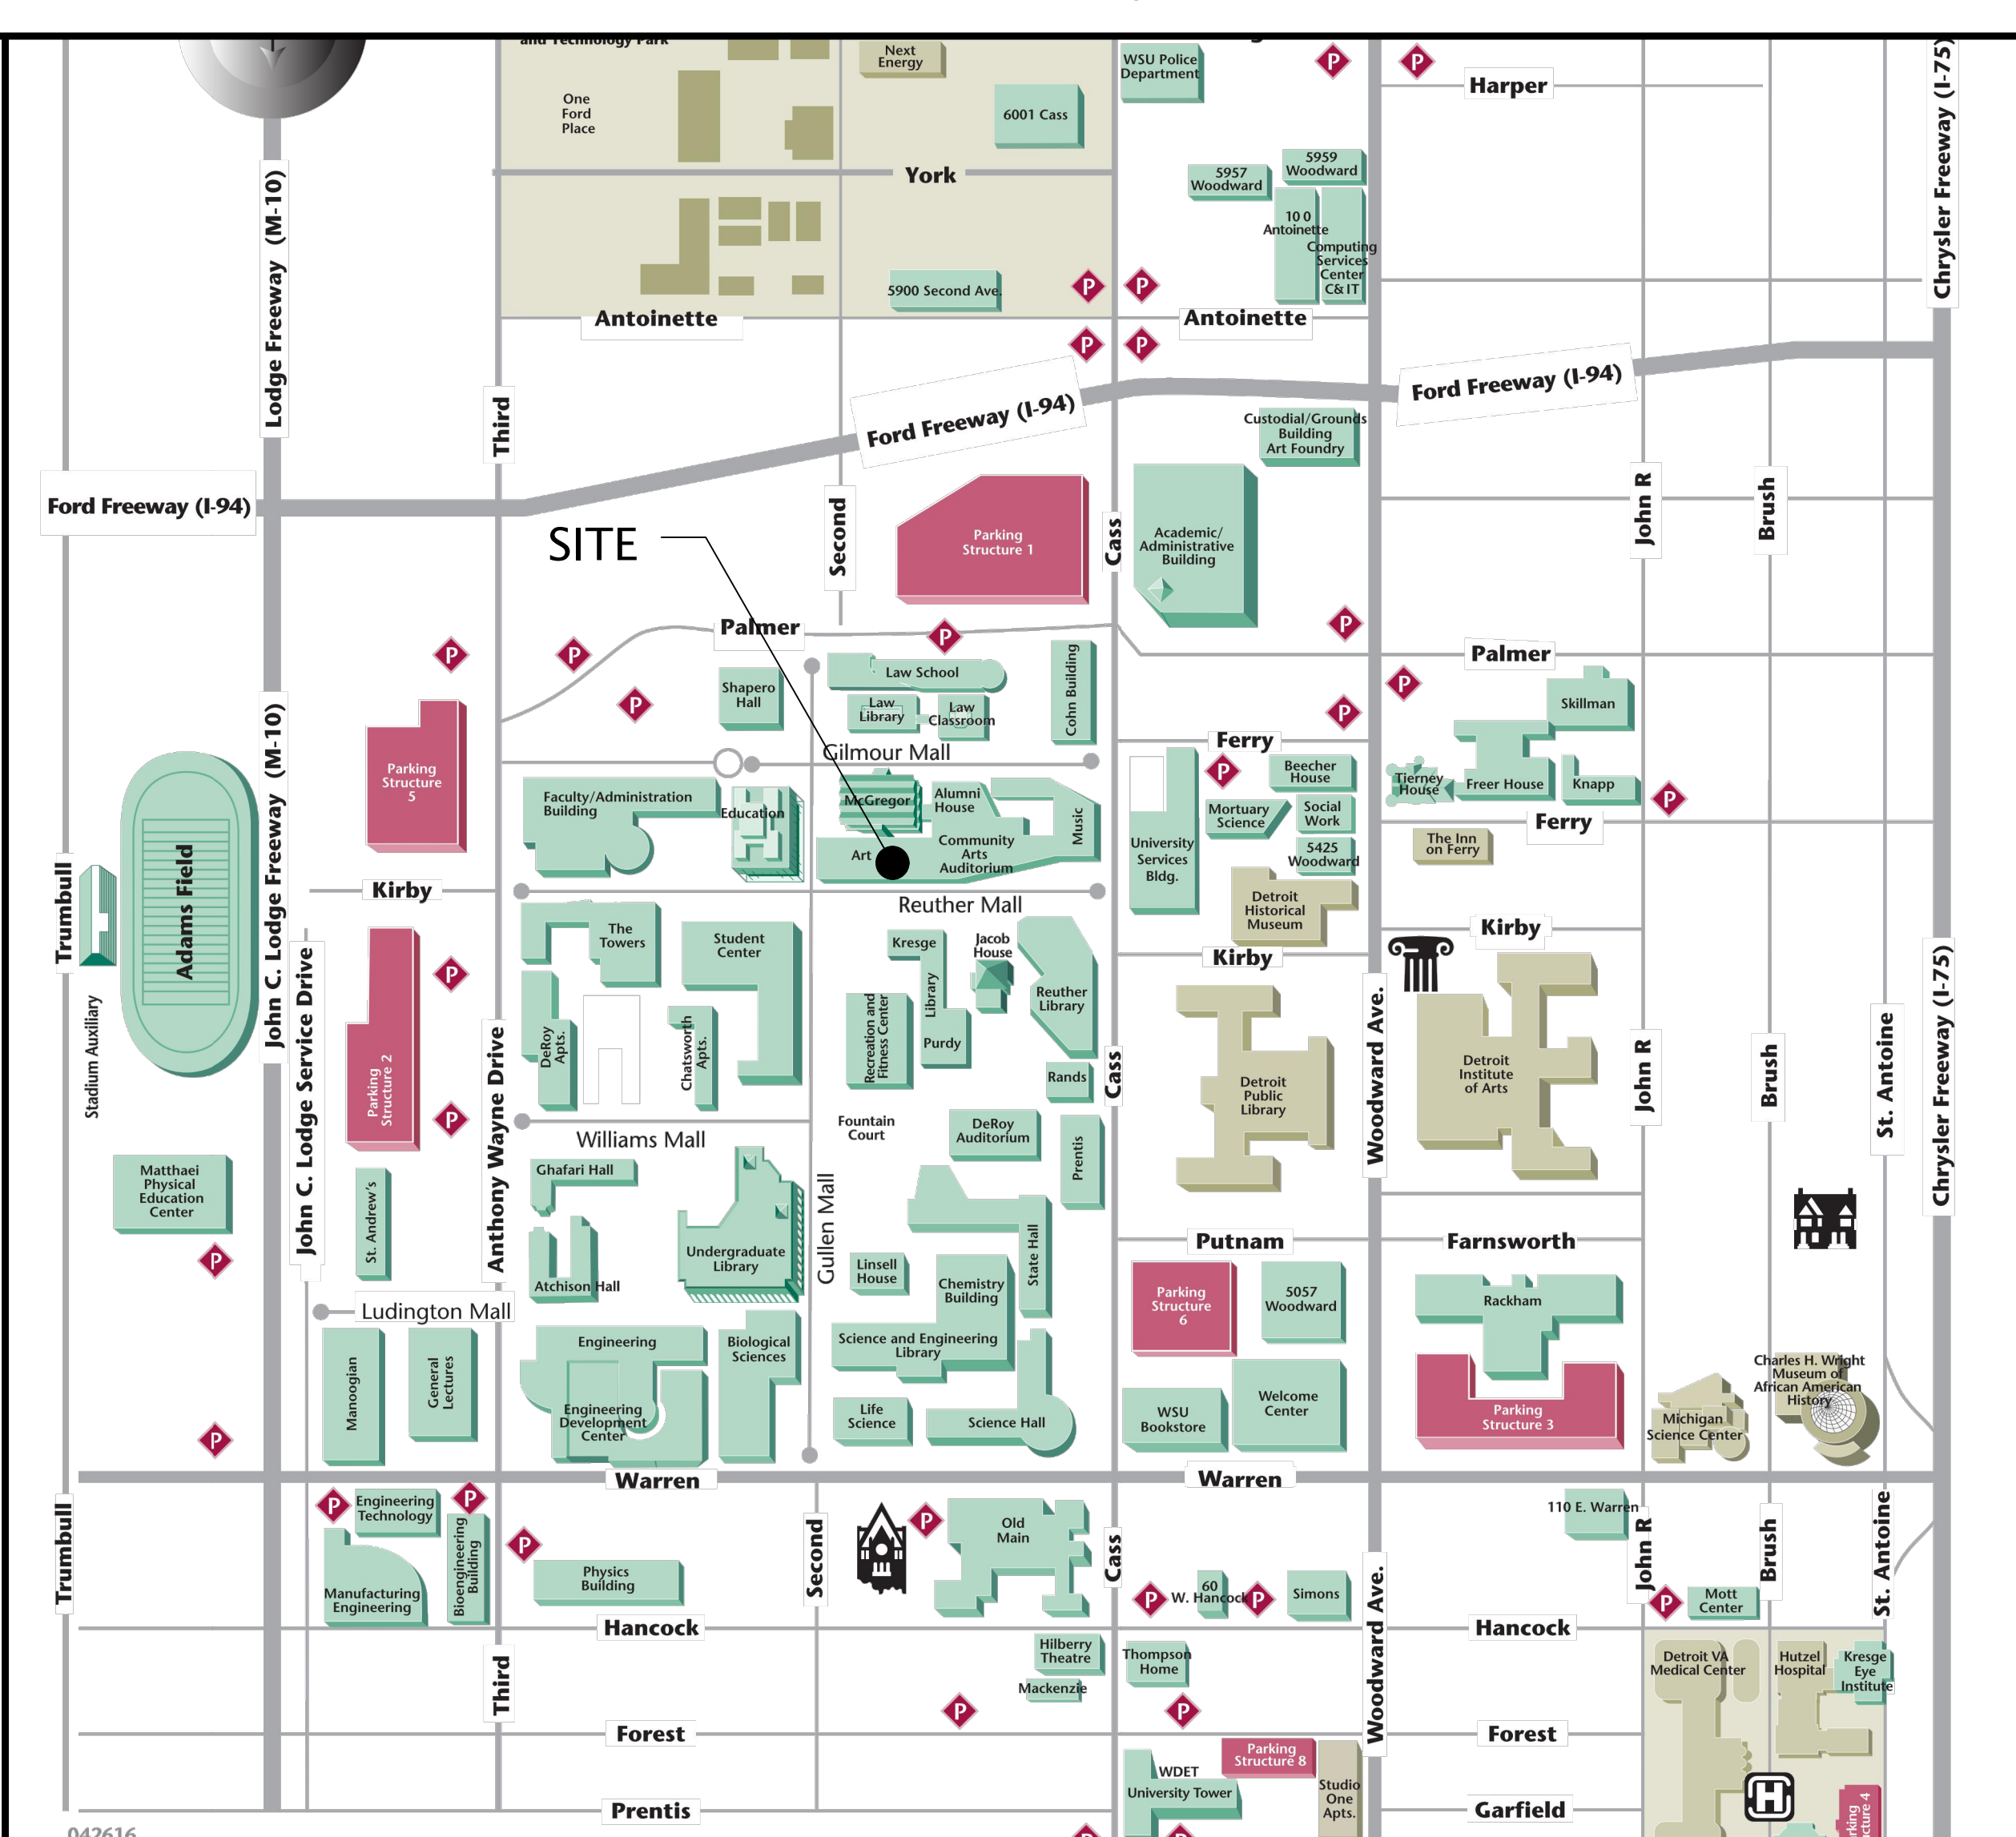 and Technology Park
Next
Energy
WSU Police
Department
Harper
Chrysler Freeway (I-75)
One
Ford
Place
6001 Cass
Lodge Freeway (M-10)
York
5957
Woodward
5959
Woodward
10 0
Antoinette
Computing
Services
Center
C& IT
5900 Second Ave.
P
P
P
P
P
P
Antoinette
Antoinette
Third
Ford Freeway (I-94)
Ford Freeway (I-94)
Ford Freeway (I-94)
Custodial/Grounds
Building
Art Foundry
SITE
Second
Parking
Structure 1
Cass
Academic/
Administrative
Building
John R
Brush
Palmer
P
P
P
P
P
Palmer
Law School
Shapero
Hall
Law
Library
Law
Classroom
Cohn Building
P
P
P
Skillman
Gilmour Mall
Ferry
John C. Lodge Freeway (M-10)
Parking
Structure
5
Faculty/Administration
Building
Education
McGregor
Alumni
House
Music
Community
Arts
Auditorium
Art
P
Beecher
House
Mortuary
Science
Social
Work
5425
Woodward
University
Services
Bldg.
Tierney
House
Freer House
Knapp
P
Ferry
The Inn
on Ferry
Trumbull
Adams Field
Kirby
Reuther Mall
Detroit
Historical
Museum
Kirby
Kirby
Stadium Auxiliary
John C. Lodge Service Drive
P
P
Parking
Structure 2
Anthony Wayne Drive
The
Towers
Student
Center
DeRoy
Apts.
Chatsworth
Apts.
Kresge
Library
Purdy
Jacob
House
Recreation and
Fitness Center
Reuther
Library
Rands
Cass
Detroit
Public
Library
Woodward Ave.
Detroit
Institute
of Arts
John R
Brush
St. Antoine
Chrysler Freeway (I-75)
Williams Mall
Fountain
Court
DeRoy
Auditorium
Prentis
Matthaei
Physical
Education
Center
P
St. Andrew's
Ghafari Hall
Atchison Hall
Undergraduate
Library
Gullen Mall
State Hall
Linsell
House
Chemistry
Building
Putnam
Farnsworth
Parking
Structure
6
5057
Woodward
Rackham
Ludington Mall
Manoogian
General
Lectures
Engineering
Engineering
Development
Center
Biological
Sciences
Science and Engineering
Library
Life
Science
Science Hall
WSU
Bookstore
Welcome
Center
Parking
Structure 3
Michigan
Science Center
Charles H. Wright
Museum of
African American
History
P
Warren
Warren
Trumbull
P
Engineering
Technology
P
P
Bioengineering
Building
Manufacturing
Engineering
Physics
Building
Second
P
Old
Main
Cass
P
60
W. Hancock
P
Simons
110 E. Warren
John R
Brush
St. Antoine
P
Mott
Center
Hancock
Hancock
Third
Hilberry
Theatre
Mackenzie
Thompson
Home
P
P
Woodward Ave.
Detroit VA
Medical Center
Hutzel
Hospital
Kresge
Eye
Institute
Forest
Forest
WDET
University Tower
Parking
Structure 8
Studio
One
Apts.
H
Prentis
Garfield
042616